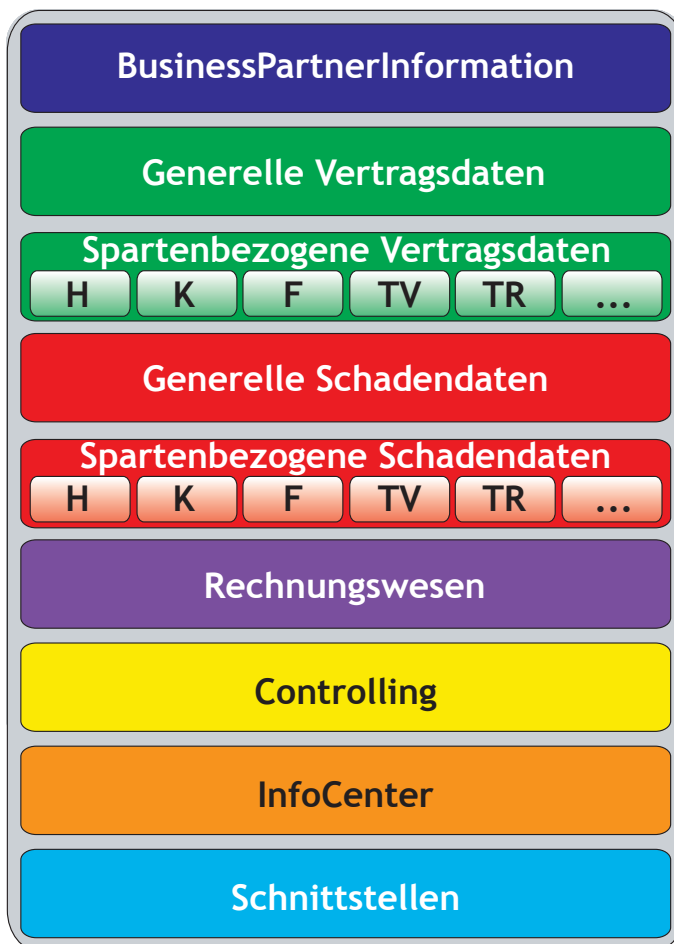 BusinessPartnerInformation
Generelle Vertragsdaten
Spartenbezogene Vertragsdaten
H K F TV TR ...
Generelle Schadendaten
Spartenbezogene Schadendaten
H K F TV TR ...
Rechnungswesen
Controlling
InfoCenter
Schnittstellen